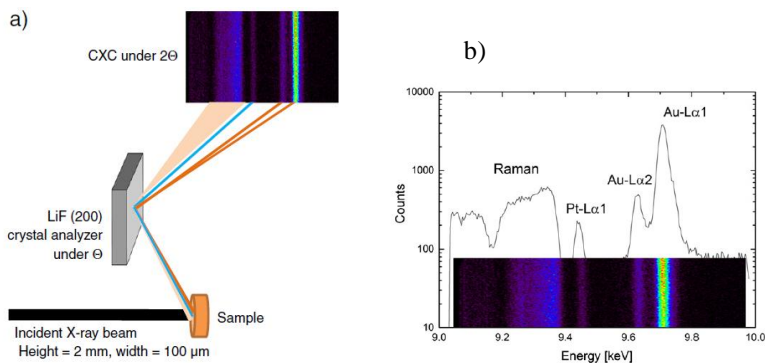 a)
CXC under 2Θ
LiF (200)
crystal analyzer
under Θ
Sample
Incident X-ray beam
Height = 2 mm, width = 100 μm
b)
10000
1000
100
10
Counts
Raman
Pt-Lα1
Au-Lα2
Au-Lα1
9.0 9.2 9.4 9.6 9.8 10.0
Energy [keV]